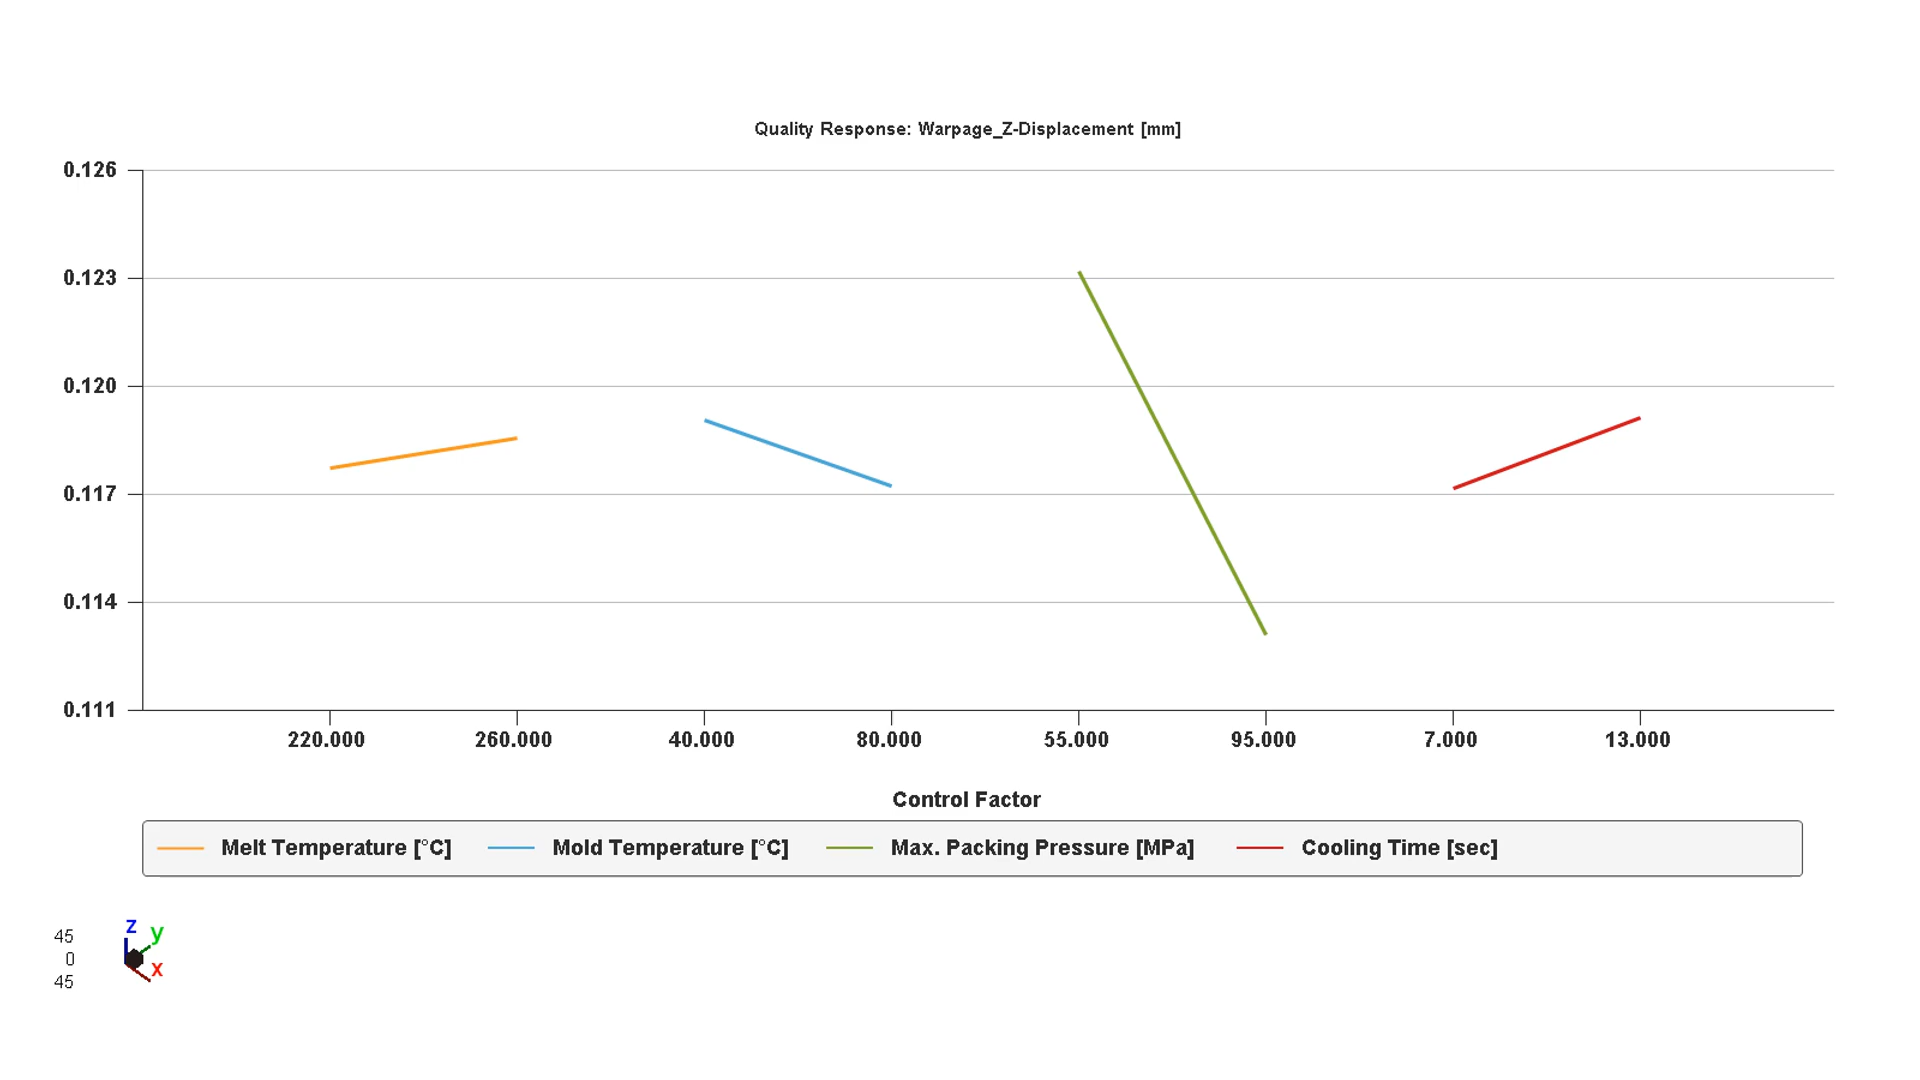 Quality Response: Warpage_Z-Displacement [mm]
0.126
0.123
0.120
0.117
0.114
0.111
220.000 260.000 40.000 80.000 55.000 95.000 7.000 13.000
Control Factor
Melt Temperature [°C] Mold Temperature [°C] Max. Packing Pressure [MPa] Cooling Time [sec]
z y
45
0
x
45